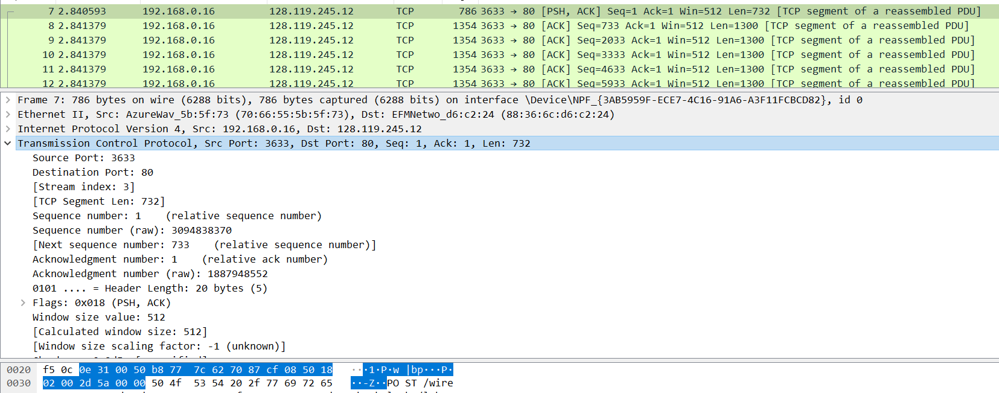 7 2.840593 192.168.0.16 128.119.245.12 TCP 786 3633 → 80 [PSH, ACK] Seq=1 Ack=1 Win=512 Len=732 [TCP segment of a reassembled PDU]
8 2.841379 192.168.0.16 128.119.245.12 TCP 1354 3633 → 80 [ACK] Seq=733 Ack=1 Win=512 Len=1300 [TCP segment of a reassembled PDU]
9 2.841379 192.168.0.16 128.119.245.12 TCP 1354 3633 → 80 [ACK] Seq=2033 Ack=1 Win=512 Len=1300 [TCP segment of a reassembled PDU]
10 2.841379 192.168.0.16 128.119.245.12 TCP 1354 3633 → 80 [ACK] Seq=3333 Ack=1 Win=512 Len=1300 [TCP segment of a reassembled PDU]
11 2.841379 192.168.0.16 128.119.245.12 TCP 1354 3633 → 80 [ACK] Seq=4633 Ack=1 Win=512 Len=1300 [TCP segment of a reassembled PDU]
12 2.841379 192.168.0.16 128.119.245.12 TCP 1354 3633 → 80 [ACK] Seq=5933 Ack=1 Win=512 Len=1300 [TCP segment of a reassembled PDU]
Frame 7: 786 bytes on wire (6288 bits), 786 bytes captured (6288 bits) on interface \Device\NPF_{3AB5959F-ECE7-4C16-91A6-A3F11FCBCD82}, id 0
Ethernet II, Src: AzureWav_5b:5f:73 (70:66:55:5b:5f:73), Dst: EFMNetwo_d6:c2:24 (88:36:6c:d6:c2:24)
Internet Protocol Version 4, Src: 192.168.0.16, Dst: 128.119.245.12
Transmission Control Protocol, Src Port: 3633, Dst Port: 80, Seq: 1, Ack: 1, Len: 732
Source Port: 3633
Destination Port: 80
[Stream index: 3]
[TCP Segment Len: 732]
Sequence number: 1 (relative sequence number)
Sequence number (raw): 3094838370
[Next sequence number: 733 (relative sequence number)]
Acknowledgment number: 1 (relative ack number)
Acknowledgment number (raw): 1887948552
0101 .... = Header Length: 20 bytes (5)
Flags: 0x018 (PSH, ACK)
Window size value: 512
[Calculated window size: 512]
[Window size scaling factor: -1 (unknown)]
0020 f5 0c 0e 31 00 50 b8 77 7c 62 70 87 cf 08 50 18 ···1·P·w |bp···P·
0030 02 00 2d 5a 00 00 50 4f 53 54 20 2f 77 69 72 65 ··-Z··PO ST /wire